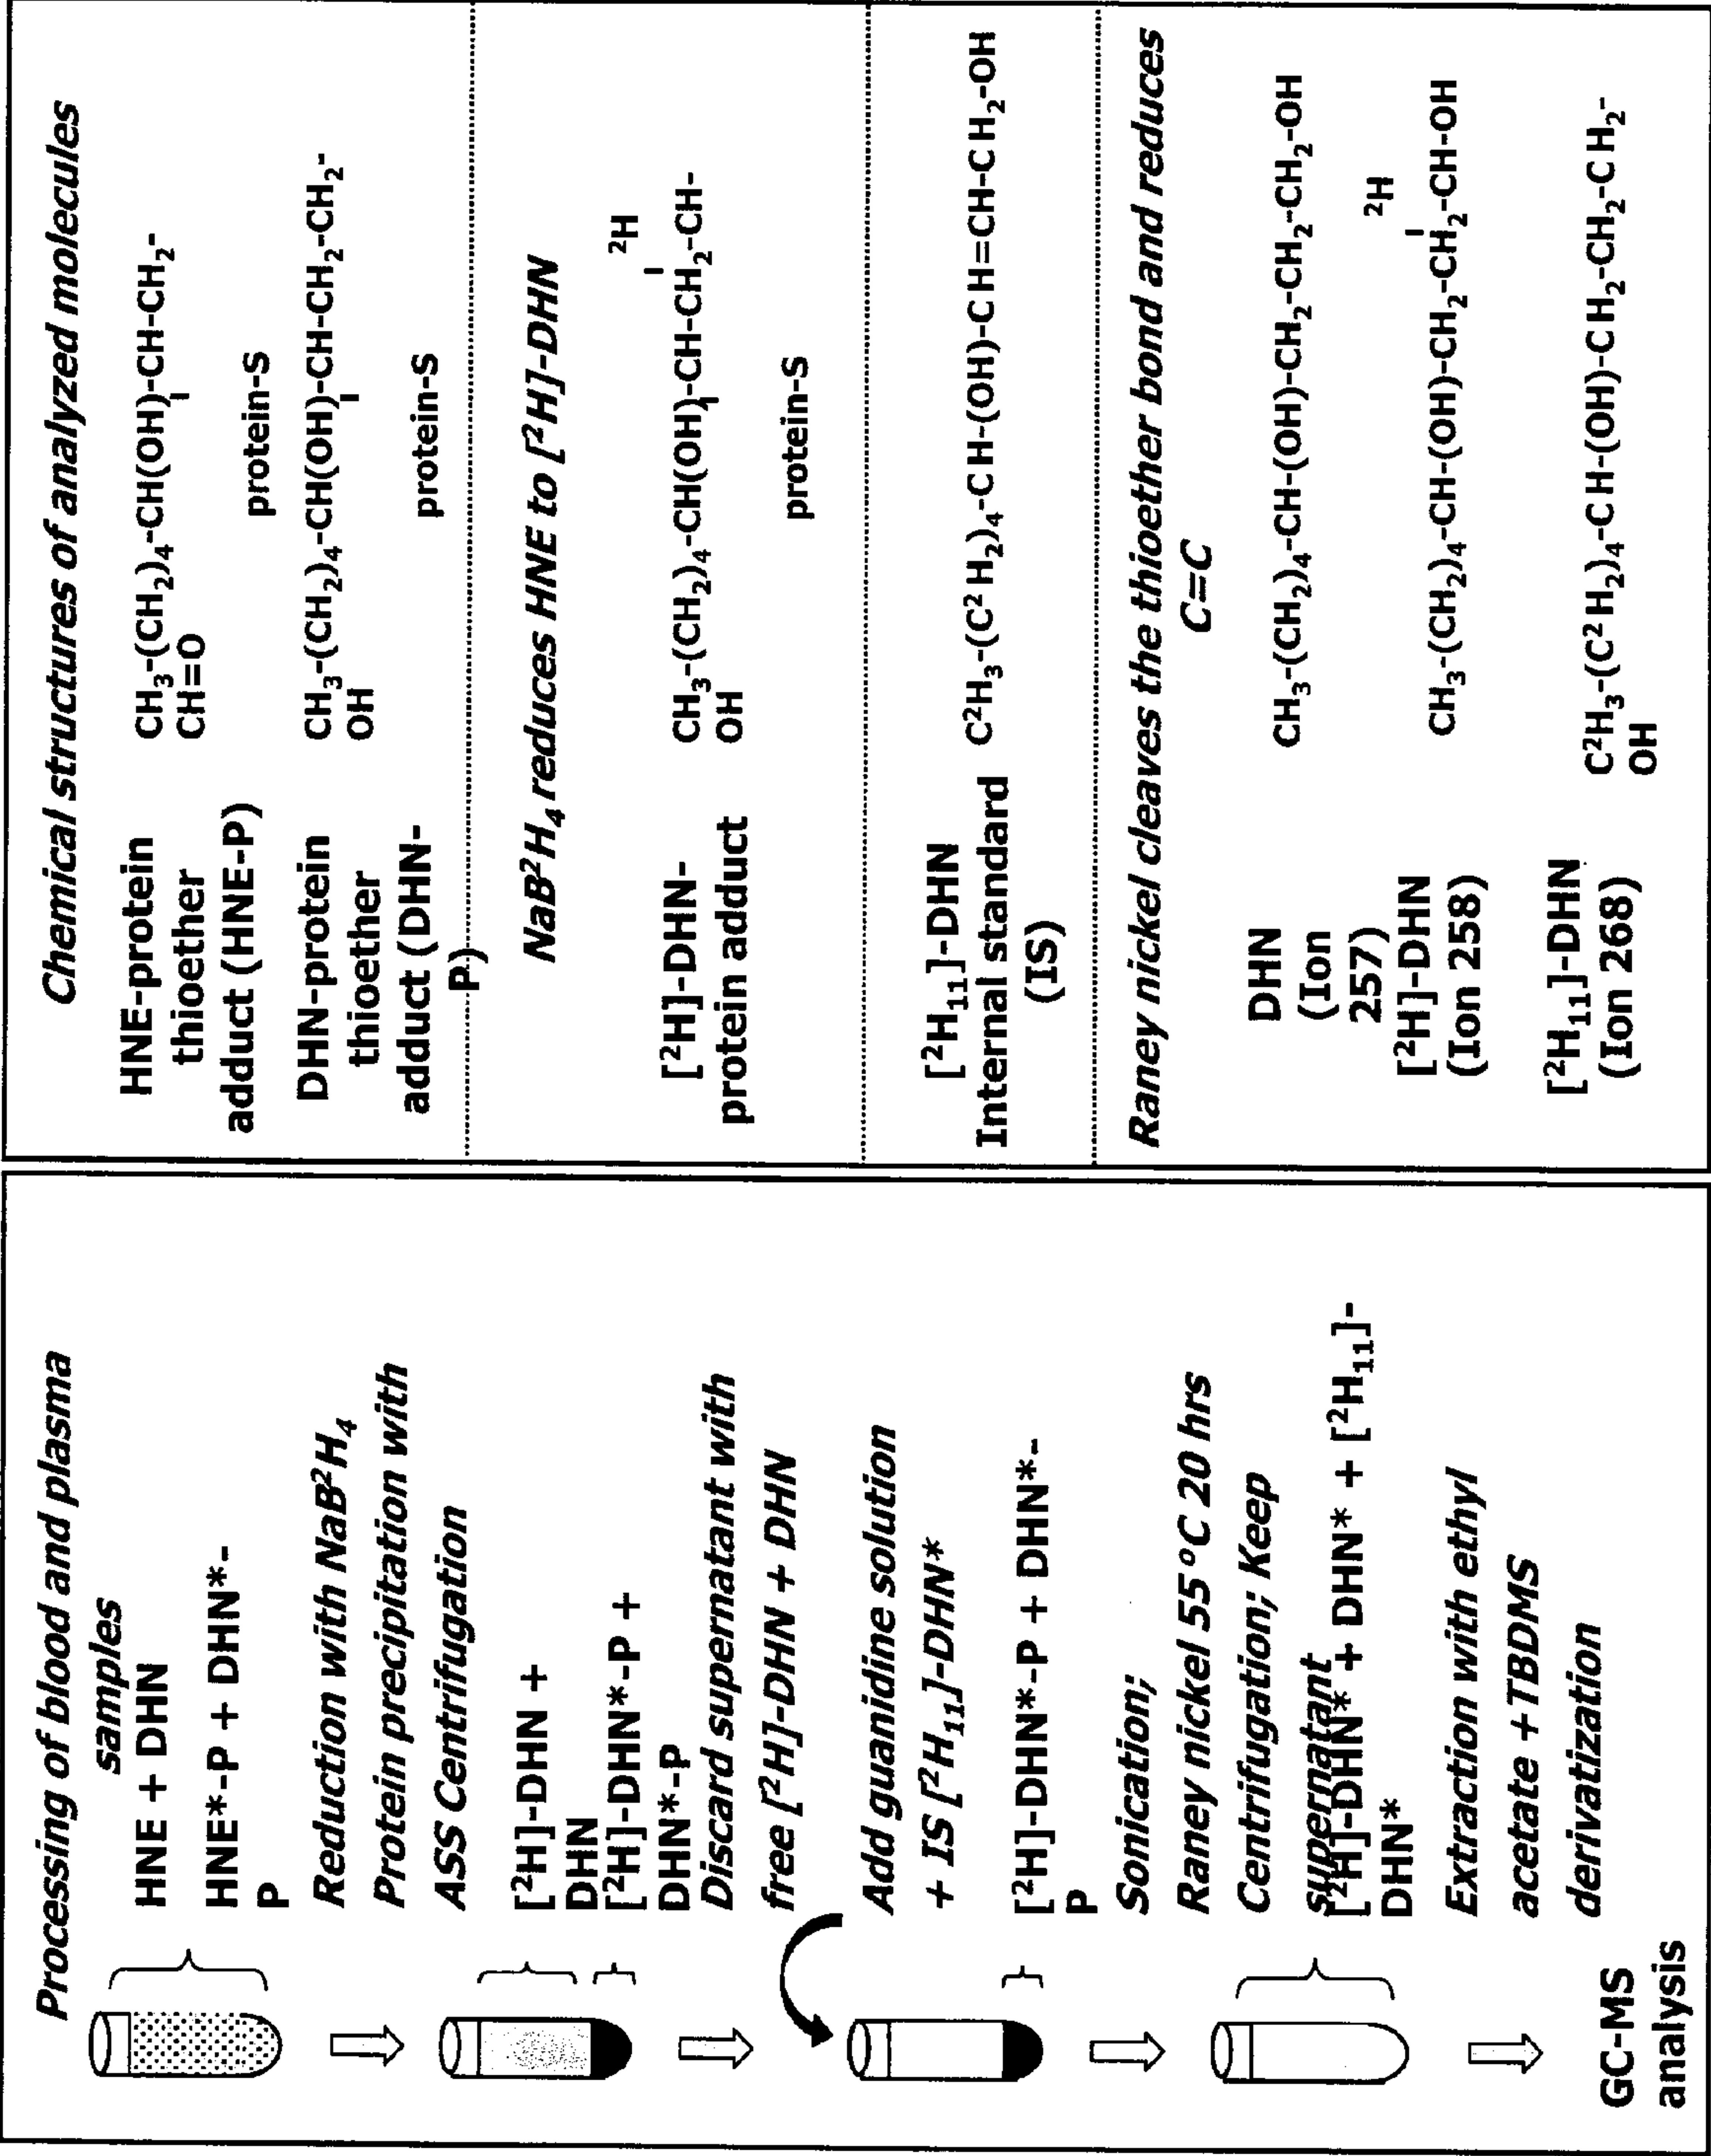 Processing of blood and plasma
samples
HNE + DHN
HNE*-P + DHN*-
P
Reduction with NaB²H₄
Protein precipitation with
ASS Centrifugation
[²H]-DHN +
DHN
[²H]-DHN*-P +
DHN*-P
Discard supernatant with
free [²H]-DHN + DHN
Add guanidine solution
+ IS [²H₁₁]-DHN*
[²H]-DHN*-P + DHN*-
P
Sonication;
Raney nickel 55°C 20 hrs
Centrifugation; Keep
supernatant
[²H]-DHN* + DHN* + [²H₁₁]-
DHN*
Extraction with ethyl
acetate +TBDMS
derivatization
GC-MS
analysis
Chemical structures of analyzed molecules
HNE-protein
thioether
adduct (HNE-P)
CH₃-(CH₂)₄-CH(OH)-CH-CH₂-
CH=O
protein-S
DHN-protein
thioether
adduct (DHN-
P)
CH₃-(CH₂)₄-CH(OH)-CH-CH₂-CH₂-
OH
protein-S
NaB²H₄ reduces HNE to [²H]-DHN
[²H]-DHN-
protein adduct
²H
CH₃-(CH₂)₄-CH(OH)-CH-CH₂-CH-
OH
protein-S
[²H₁₁]-DHN
Internal standard
(IS)
C²H₃-(C² H₂)₄-CH-(OH)-CH=CH-CH₂-OH
Raney nickel cleaves the thioether bond and reduces
C=C
DHN
(Ion
257)
CH₃-(CH₂)₄-CH-(OH)-CH₂-CH₂-CH₂-OH
[²H]-DHN
(Ion 258)
²H
CH₃-(CH₂)₄-CH-(OH)-CH₂-CH₂-CH-OH
[²H₁₁]-DHN
(Ion 268)
C²H₃-(C² H₂)₄-CH-(OH)-CH₂-CH₂-CH₂-
OH